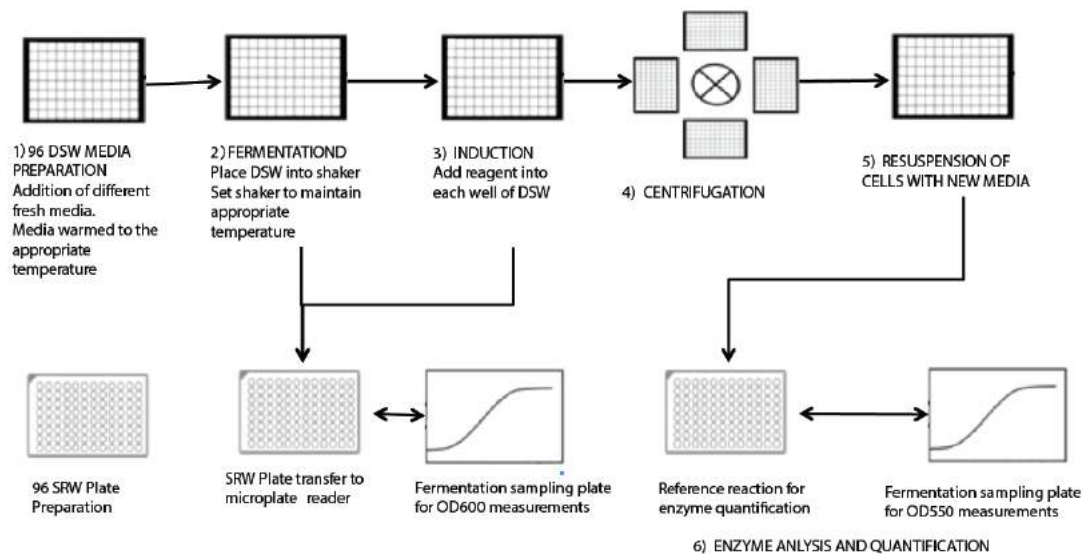 1) 96 DSW MEDIA
PREPARATION
Addition of different
fresh media.
Media warmed to the
appropriate
temperature
2) FERMENTATIOND
Place DSW into shaker
Set shaker to maintain
appropriate
temperature
3) INDUCTION
Add reagent into
each well of DSW
4) CENTRIFUGATION
5) RESUSPENSION OF
CELLS WITH NEW MEDIA
96 SRW Plate
Preparation
SRW Plate transfer to
microplate reader
Fermentation sampling plate
for OD600 measurements
Reference reaction for
enzyme quantification
Fermentation sampling plate
for OD550 measurements
6) ENZYME ANLYSIS AND QUANTIFICATION